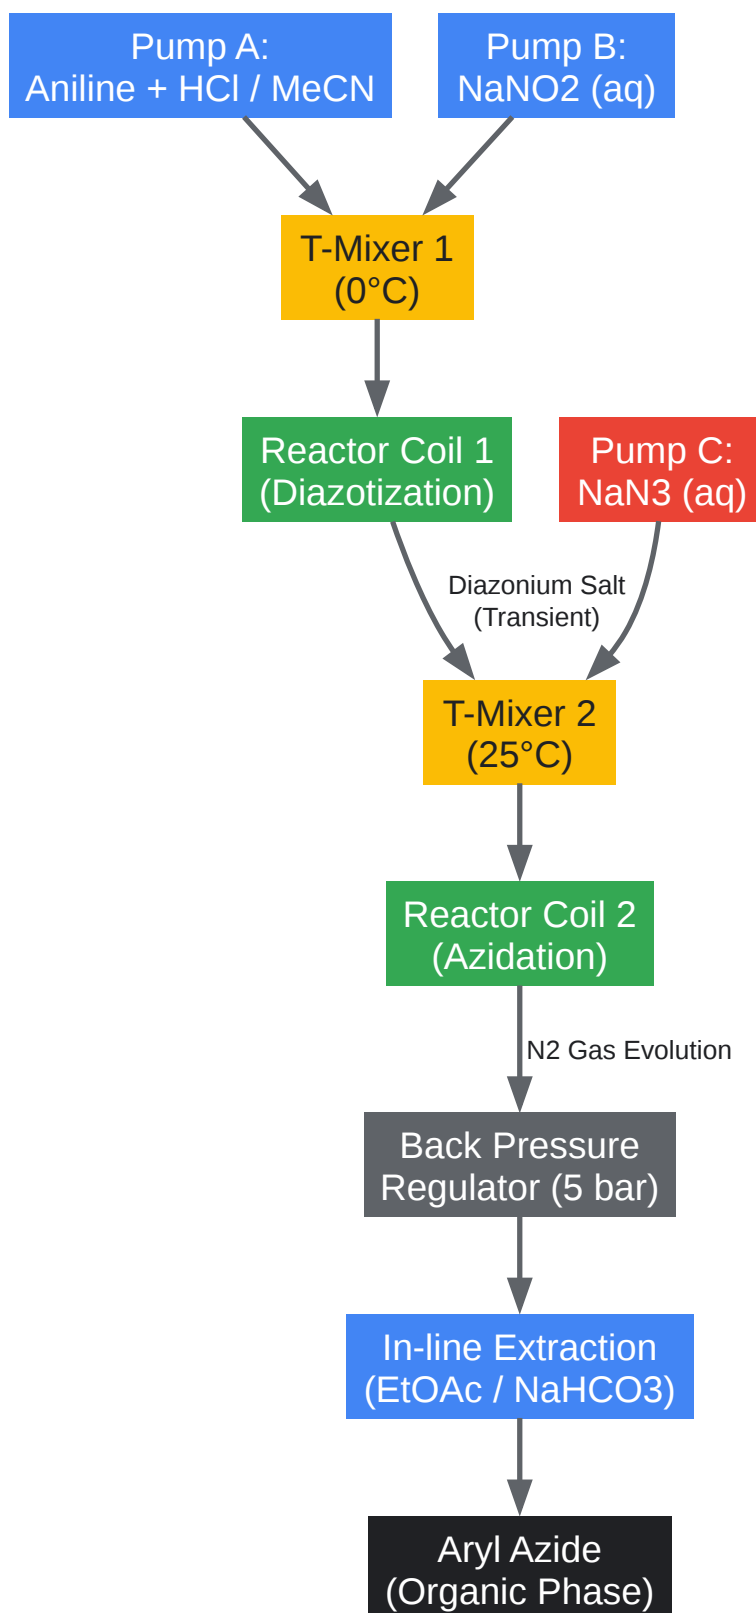 Pump A:
Aniline + HCl / MeCN
Pump B:
NaNO2 (aq)
T-Mixer 1
(0°C)
Reactor Coil 1
(Diazotization)
Pump C:
NaN3 (aq)
Diazonium Salt
(Transient)
T-Mixer 2
(25°C)
Reactor Coil 2
(Azidation)
N2 Gas Evolution
Back Pressure
Regulator (5 bar)
In-line Extraction
(EtOAc / NaHCO3)
Aryl Azide
(Organic Phase)